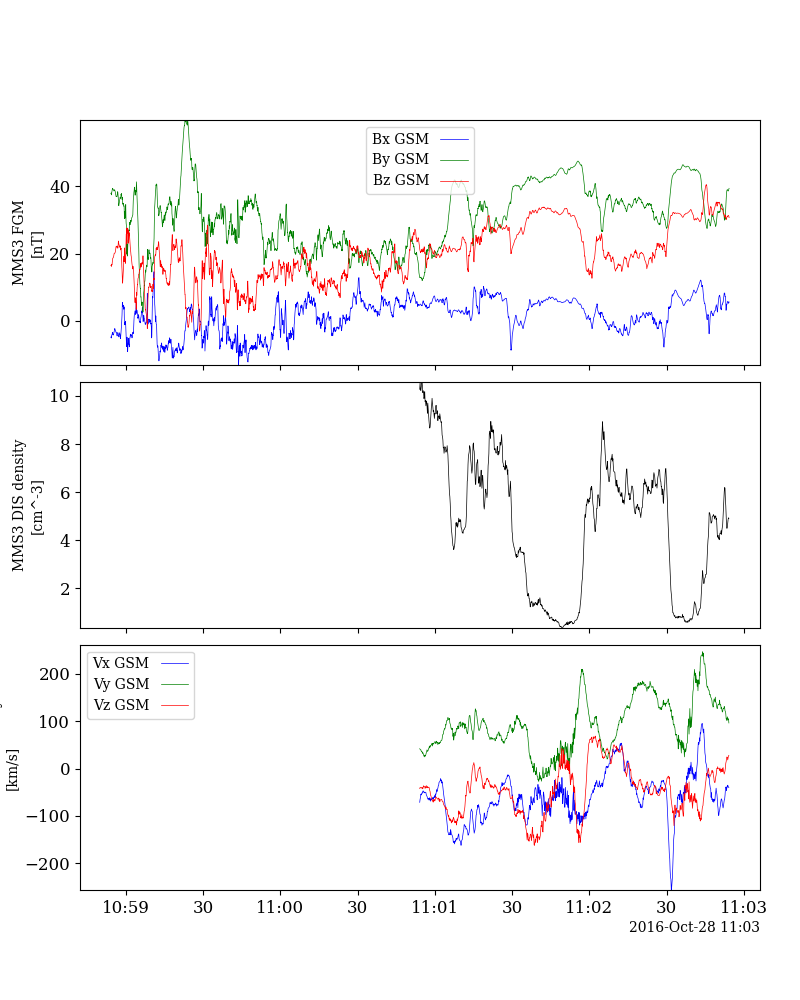 Bx GSM
By GSM
Bz GSM
MMS3 FGM
[nT]
40
20
0
MMS3 DIS density
[cm^-3]
10
8
6
4
2
Vx GSM
Vy GSM
Vz GSM
[km/s]
200
100
0
−100
−200
10:59
30
11:00
30
11:01
30
11:02
30
11:03
2016-Oct-28 11:03